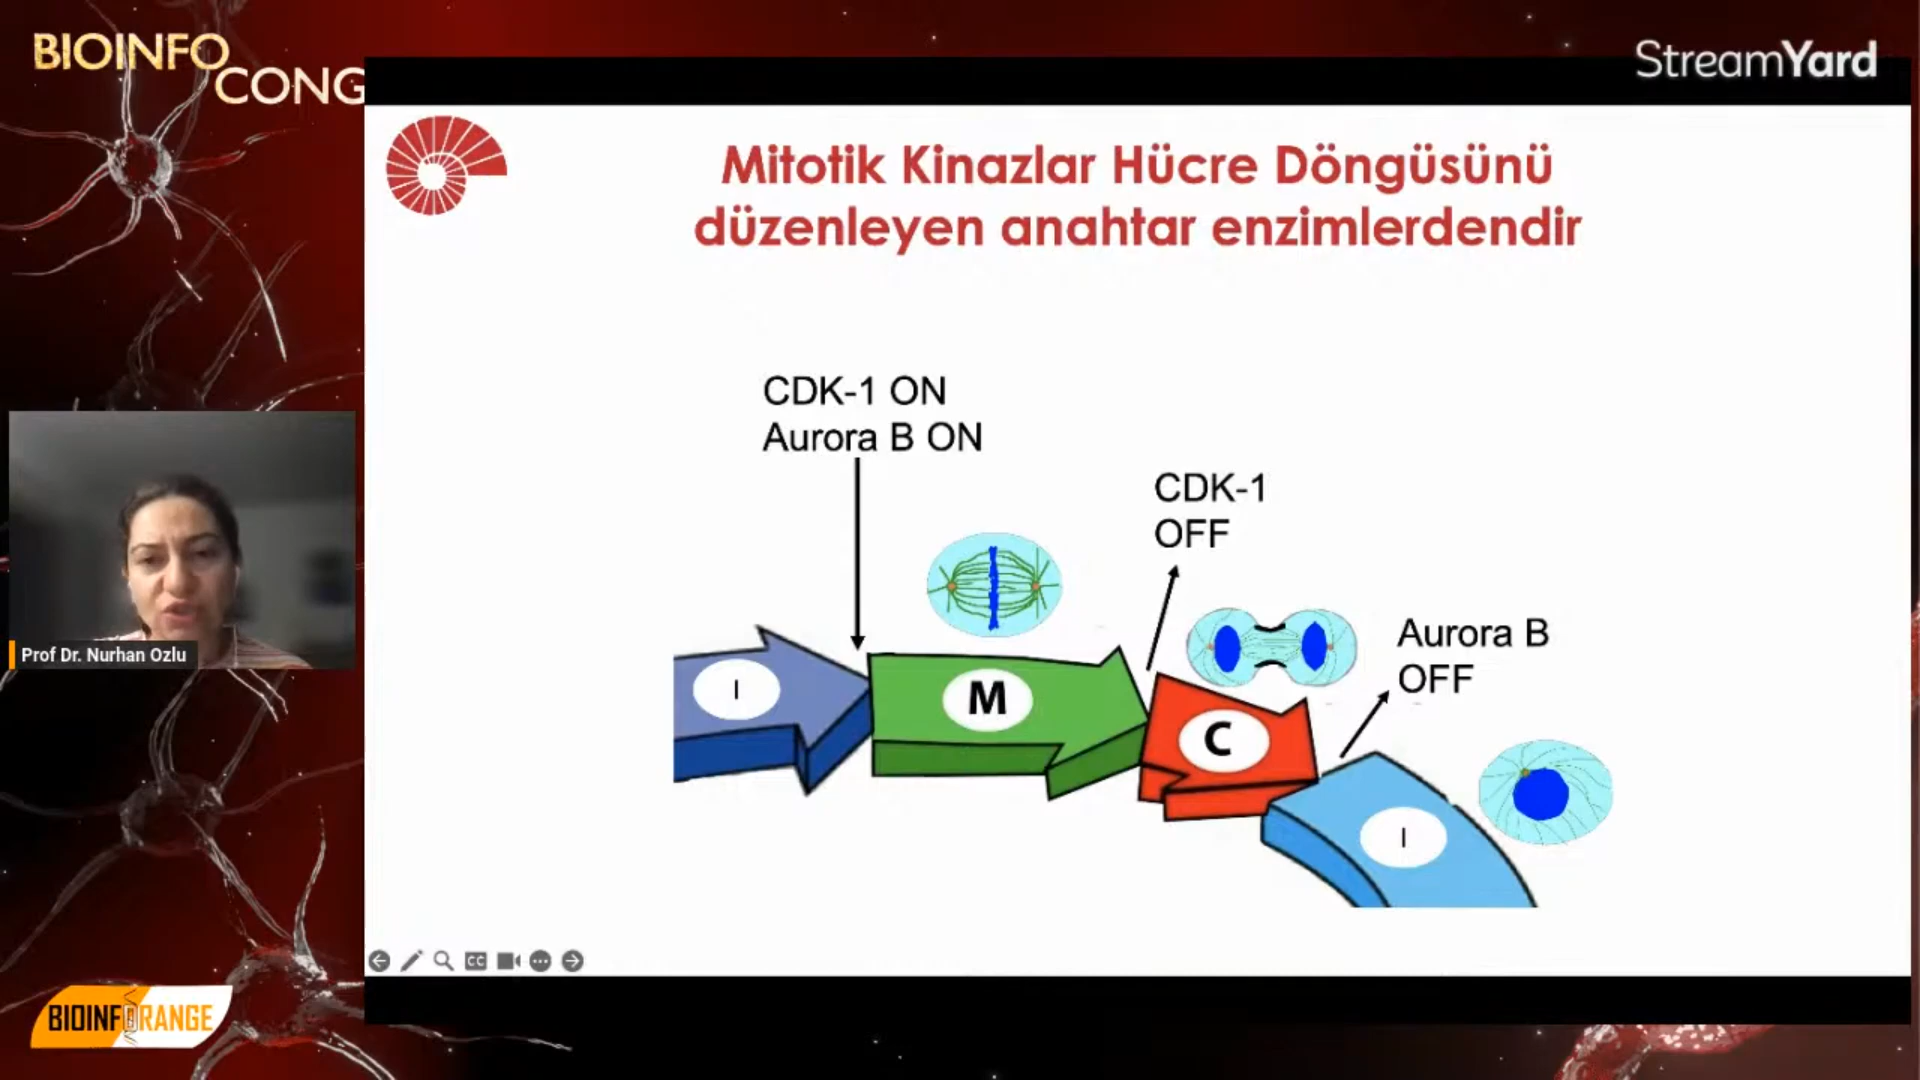 BIOINFO
CONG
StreamYard
Mitotik Kinazlar Hücre Döngüsünü
düzenleyen anahtar enzimlerdendir
CDK-1 ON
Aurora B ON
CDK-1
OFF
Aurora B
OFF
I
M
C
I
Prof Dr. Nurhan Ozlu
CC
BIOINFORANGE